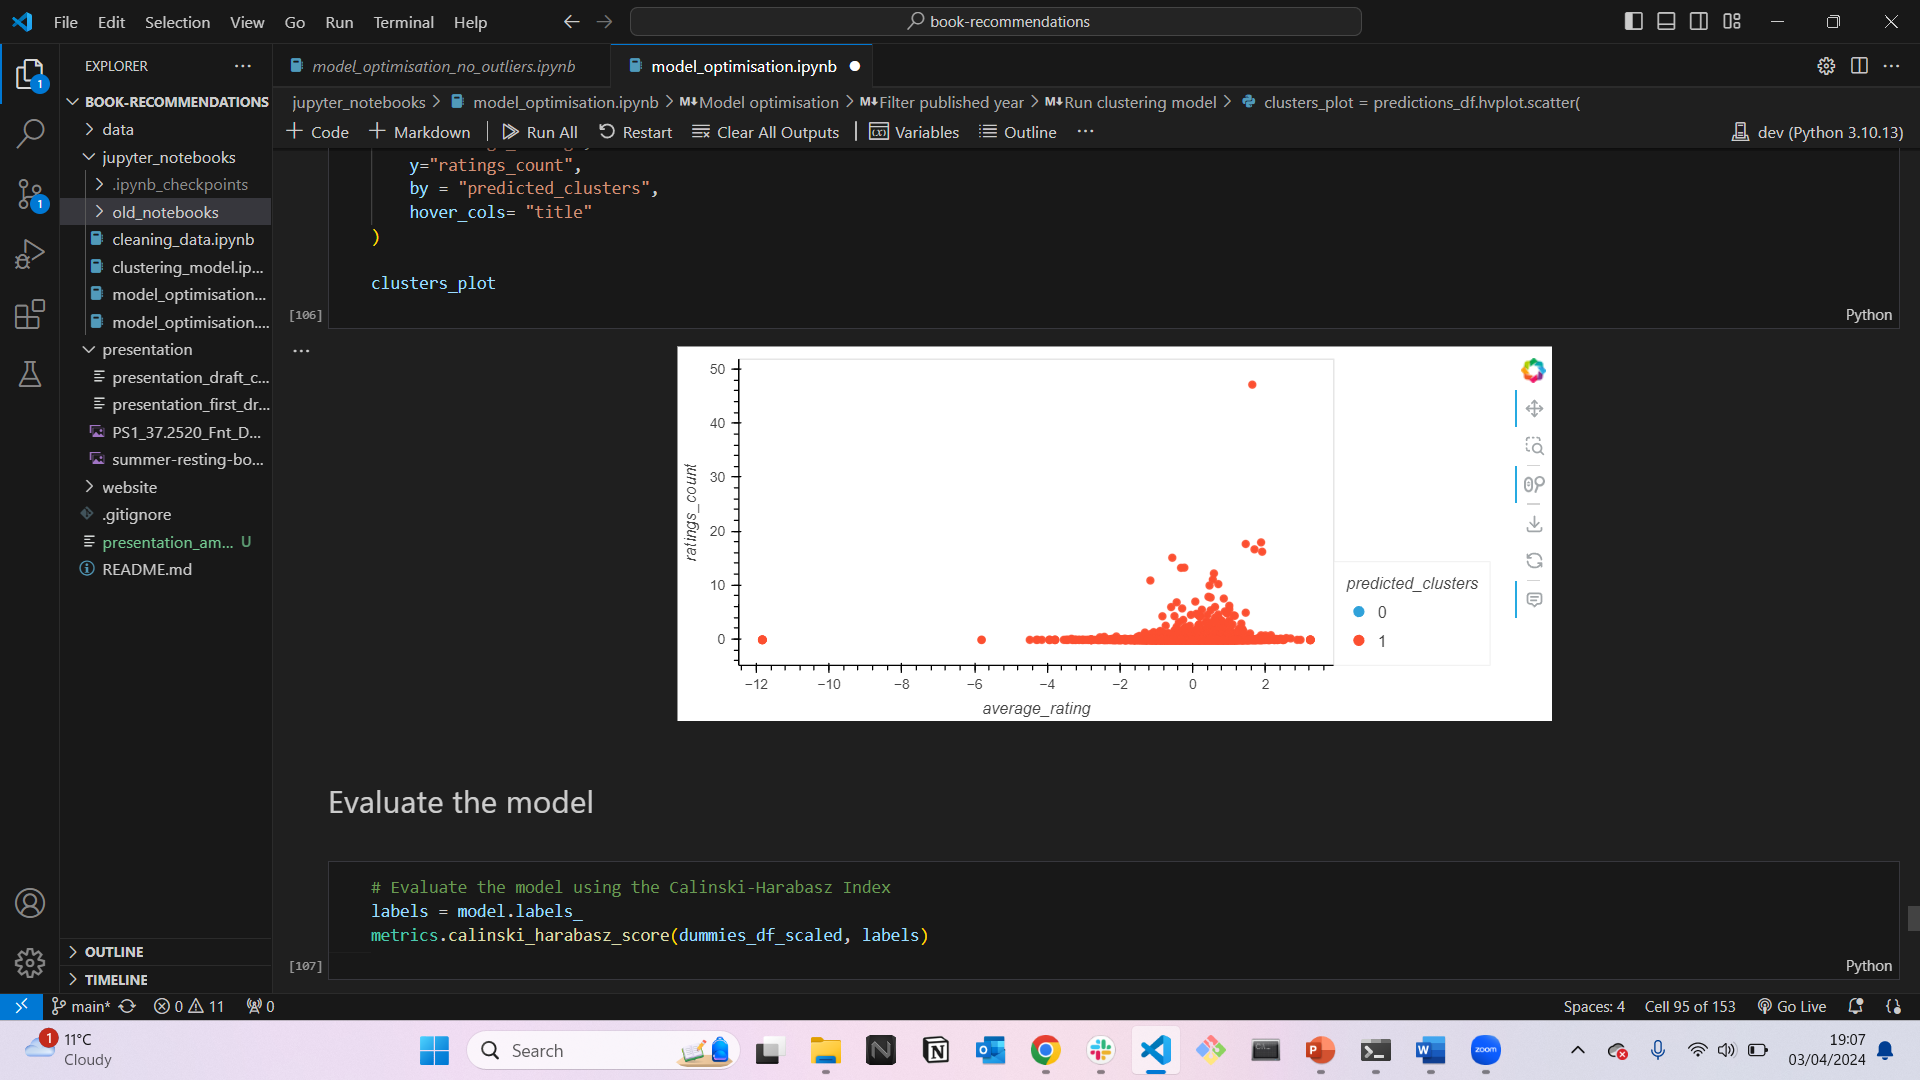 File Edit Selection View Go Run Terminal Help
book-recommendations
EXPLORER
model_optimisation_no_outliers.ipynb
model_optimisation.ipynb
BOOK-RECOMMENDATIONS
data
jupyter_notebooks
.ipynb_checkpoints
old_notebooks
cleaning_data.ipynb
clustering_model.ip...
model_optimisation...
model_optimisation....
presentation
presentation_draft_c...
presentation_first_dr...
PS1_37.2520_Fnt_D...
summer-resting-bo...
website
.gitignore
presentation_am... U
README.md
OUTLINE
TIMELINE
jupyter_notebooks > model_optimisation.ipynb > M↓Model optimisation > M↓Filter published year > M↓Run clustering model > clusters_plot = predictions_df.hvplot.scatter(
Code Markdown Run All Restart Clear All Outputs Variables Outline ...
dev (Python 3.10.13)
y="ratings_count",
by = "predicted_clusters",
hover_cols= "title"
)
clusters_plot
[106]
Python
50
40
30
20
10
0
ratings_count
−12 −10 −8 −6 −4 −2 0 2
average_rating
predicted_clusters
0
1
Evaluate the model
# Evaluate the model using the Calinski-Harabasz Index
labels = model.labels_
metrics.calinski_harabasz_score(dummies_df_scaled, labels)
[107]
Python
main* 0 11 0
Spaces: 4 Cell 95 of 153 Go Live
1
11°C
Cloudy
Search
zoom
19:07
03/04/2024